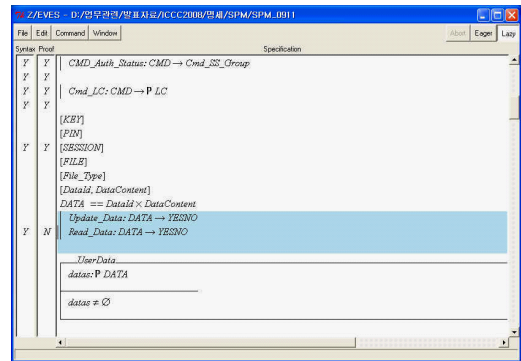 Z/EVES - D:/업무관련/발표자료/ICCC2008/명세/SPM/SPM_0911
File Edit Command Window Abort Eager Lazy
Syntax Proof Specification
Y Y CMD_Auth_Status: CMD → Cmd_SS_Group
Y Y
Y Y Cmd_LC: CMD → P LC
Y Y
[KEY]
[PIN]
Y Y [SESSION]
[FILE]
[File_Type]
[DataId, DataContent]
DATA == DataId × DataContent
Update_Data: DATA → YESNO
Y N Read_Data: DATA → YESNO
UserData
datas: P DATA
datas ≠ ∅